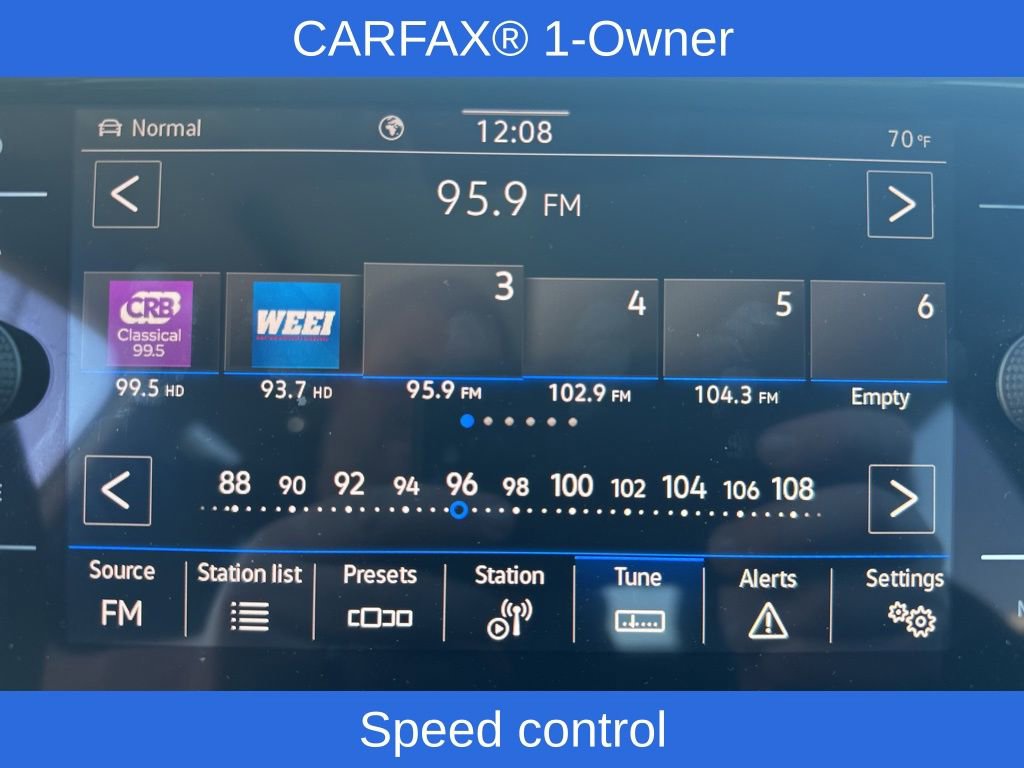 CARFAX® 1-Owner
Normal 12:08 70°F
95.9 FM
3 4 5 6
CRB
Classical
99.5
WEEI
99.5 HD 93.7 HD 95.9 FM 102.9 FM 104.3 FM Empty
88 90 92 94 96 98 100 102 104 106 108
Source Station list Presets Station Tune Alerts Settings
FM
Speed control